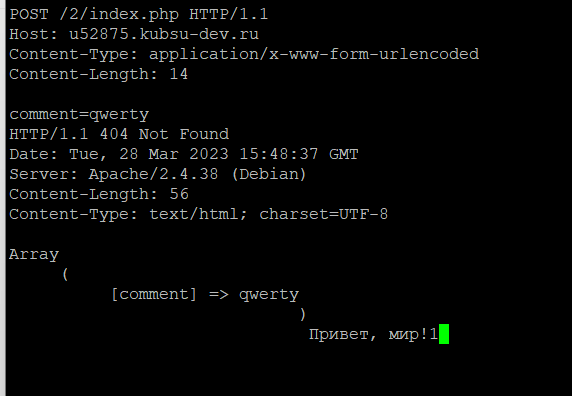 POST /2/index.php HTTP/1.1
Host: u52875.kubsu-dev.ru
Content-Type: application/x-www-form-urlencoded
Content-Length: 14

comment=qwerty
HTTP/1.1 404 Not Found
Date: Tue, 28 Mar 2023 15:48:37 GMT
Server: Apache/2.4.38 (Debian)
Content-Length: 56
Content-Type: text/html; charset=UTF-8

Array
(
[comment] => qwerty
)
Привет, мир!1